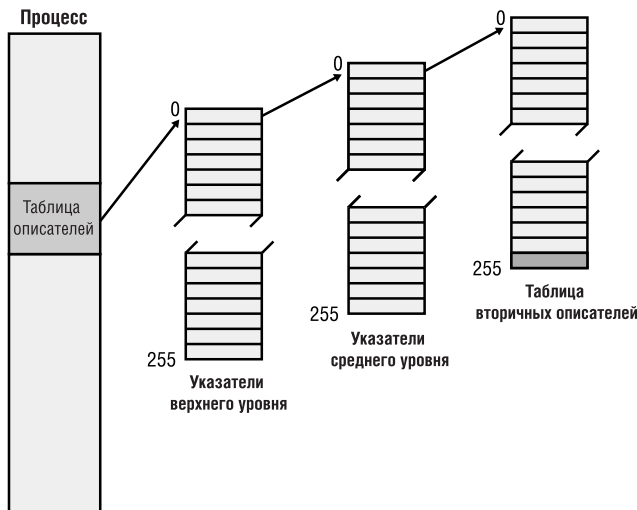 Процесс
Таблица
описателей
0
255
Указатели
верхнего уровня
0
255
Указатели
среднего уровня
0
255
Таблица
вторичных описателей